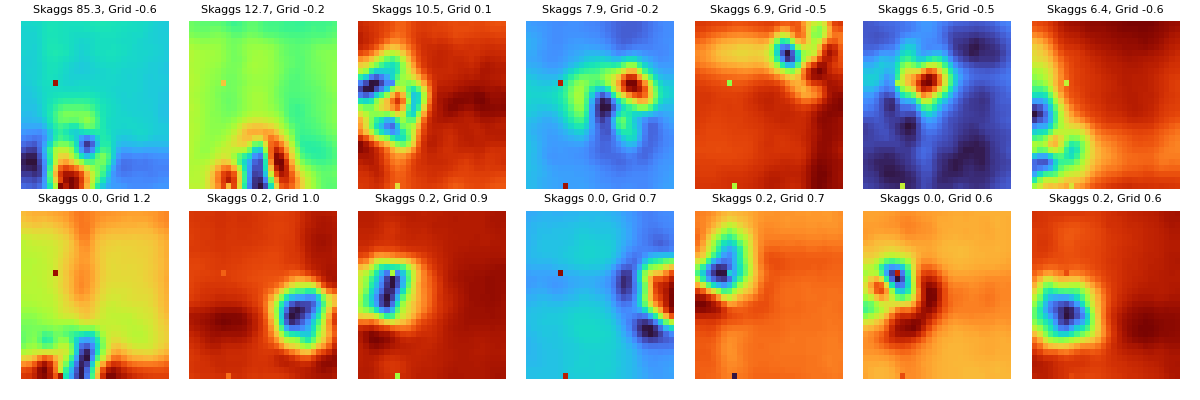 Skaggs 85.3, Grid -0.6
Skaggs 12.7, Grid -0.2
Skaggs 10.5, Grid 0.1
Skaggs 7.9, Grid -0.2
Skaggs 6.9, Grid -0.5
Skaggs 6.5, Grid -0.5
Skaggs 6.4, Grid -0.6
Skaggs 0.0, Grid 1.2
Skaggs 0.2, Grid 1.0
Skaggs 0.2, Grid 0.9
Skaggs 0.0, Grid 0.7
Skaggs 0.2, Grid 0.7
Skaggs 0.0, Grid 0.6
Skaggs 0.2, Grid 0.6